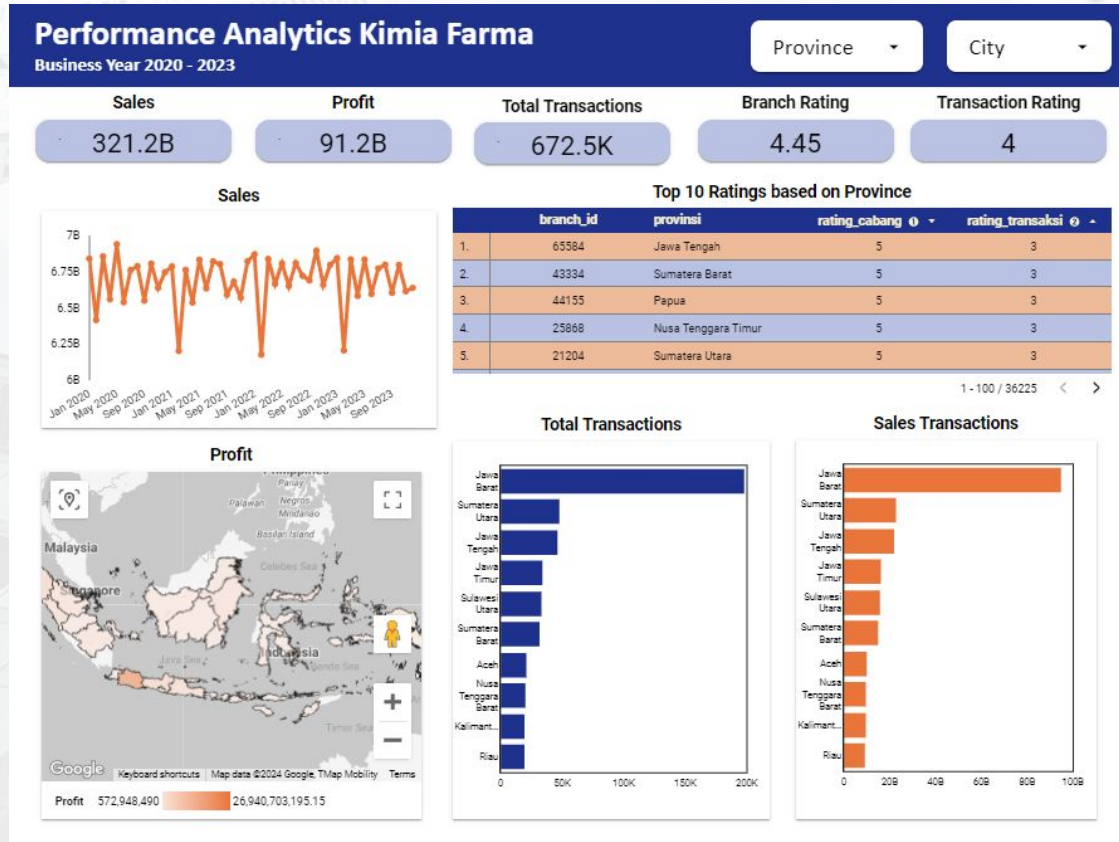 Performance Analytics Kimia Farma
Business Year 2020 - 2023
Province
City
Sales
321.2B
Profit
91.2B
Total Transactions
672.5K
Branch Rating
4.45
Transaction Rating
4
Sales
7B
6.75B
6.5B
6.25B
6B
Jan 2020
May 2020
Sep 2020
Jan 2021
May 2021
Sep 2021
Jan 2022
May 2022
Sep 2022
Jan 2023
May 2023
Sep 2023
Top 10 Ratings based on Province
branch_id provinsi rating_cabang 1 rating_transaksi 2
1. 65584 Jawa Tengah 5 3
2. 43334 Sumatera Barat 5 3
3. 44155 Papua 5 3
4. 25868 Nusa Tenggara Timur 5 3
5. 21204 Sumatera Utara 5 3
1 - 100 / 36225
Profit
Philippines
Panay
Palawan
Negros
Mindanao
Basilan Island
Malaysia
Celebes Sea
Singapore
Java Sea
Indonesia
Banda Sea
Timur Sea
Google
Keyboard shortcuts
Map data ©2024 Google, TMap Mobility
Terms
Profit 572,948,490 26,940,703,195.15
Total Transactions
Jawa
Barat
Sumatera
Utara
Jawa
Tengah
Jawa
Timur
Sulawesi
Utara
Sumatera
Barat
Aceh
Nusa
Tenggara
Barat
Kalimant...
Riau
0 50K 100K 150K 200K
Sales Transactions
Jawa
Barat
Sumatera
Utara
Jawa
Tengah
Jawa
Timur
Sulawesi
Utara
Sumatera
Barat
Aceh
Nusa
Tenggara
Barat
Kalimant...
Riau
0 20B 40B 60B 80B 100B